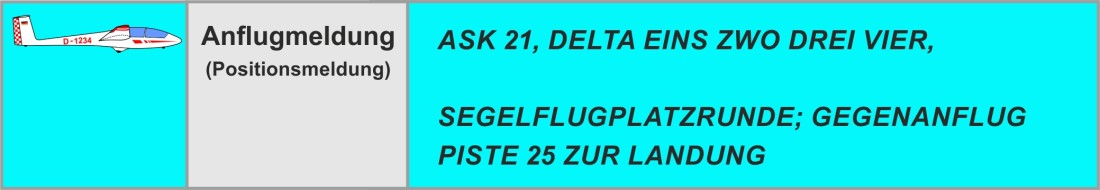 D-1234
Anflugmeldung
(Positionsmeldung)
ASK 21, DELTA EINS ZWO DREI VIER,
SEGELFLUGPLATZRUNDE; GEGENANFLUG
PISTE 25 ZUR LANDUNG